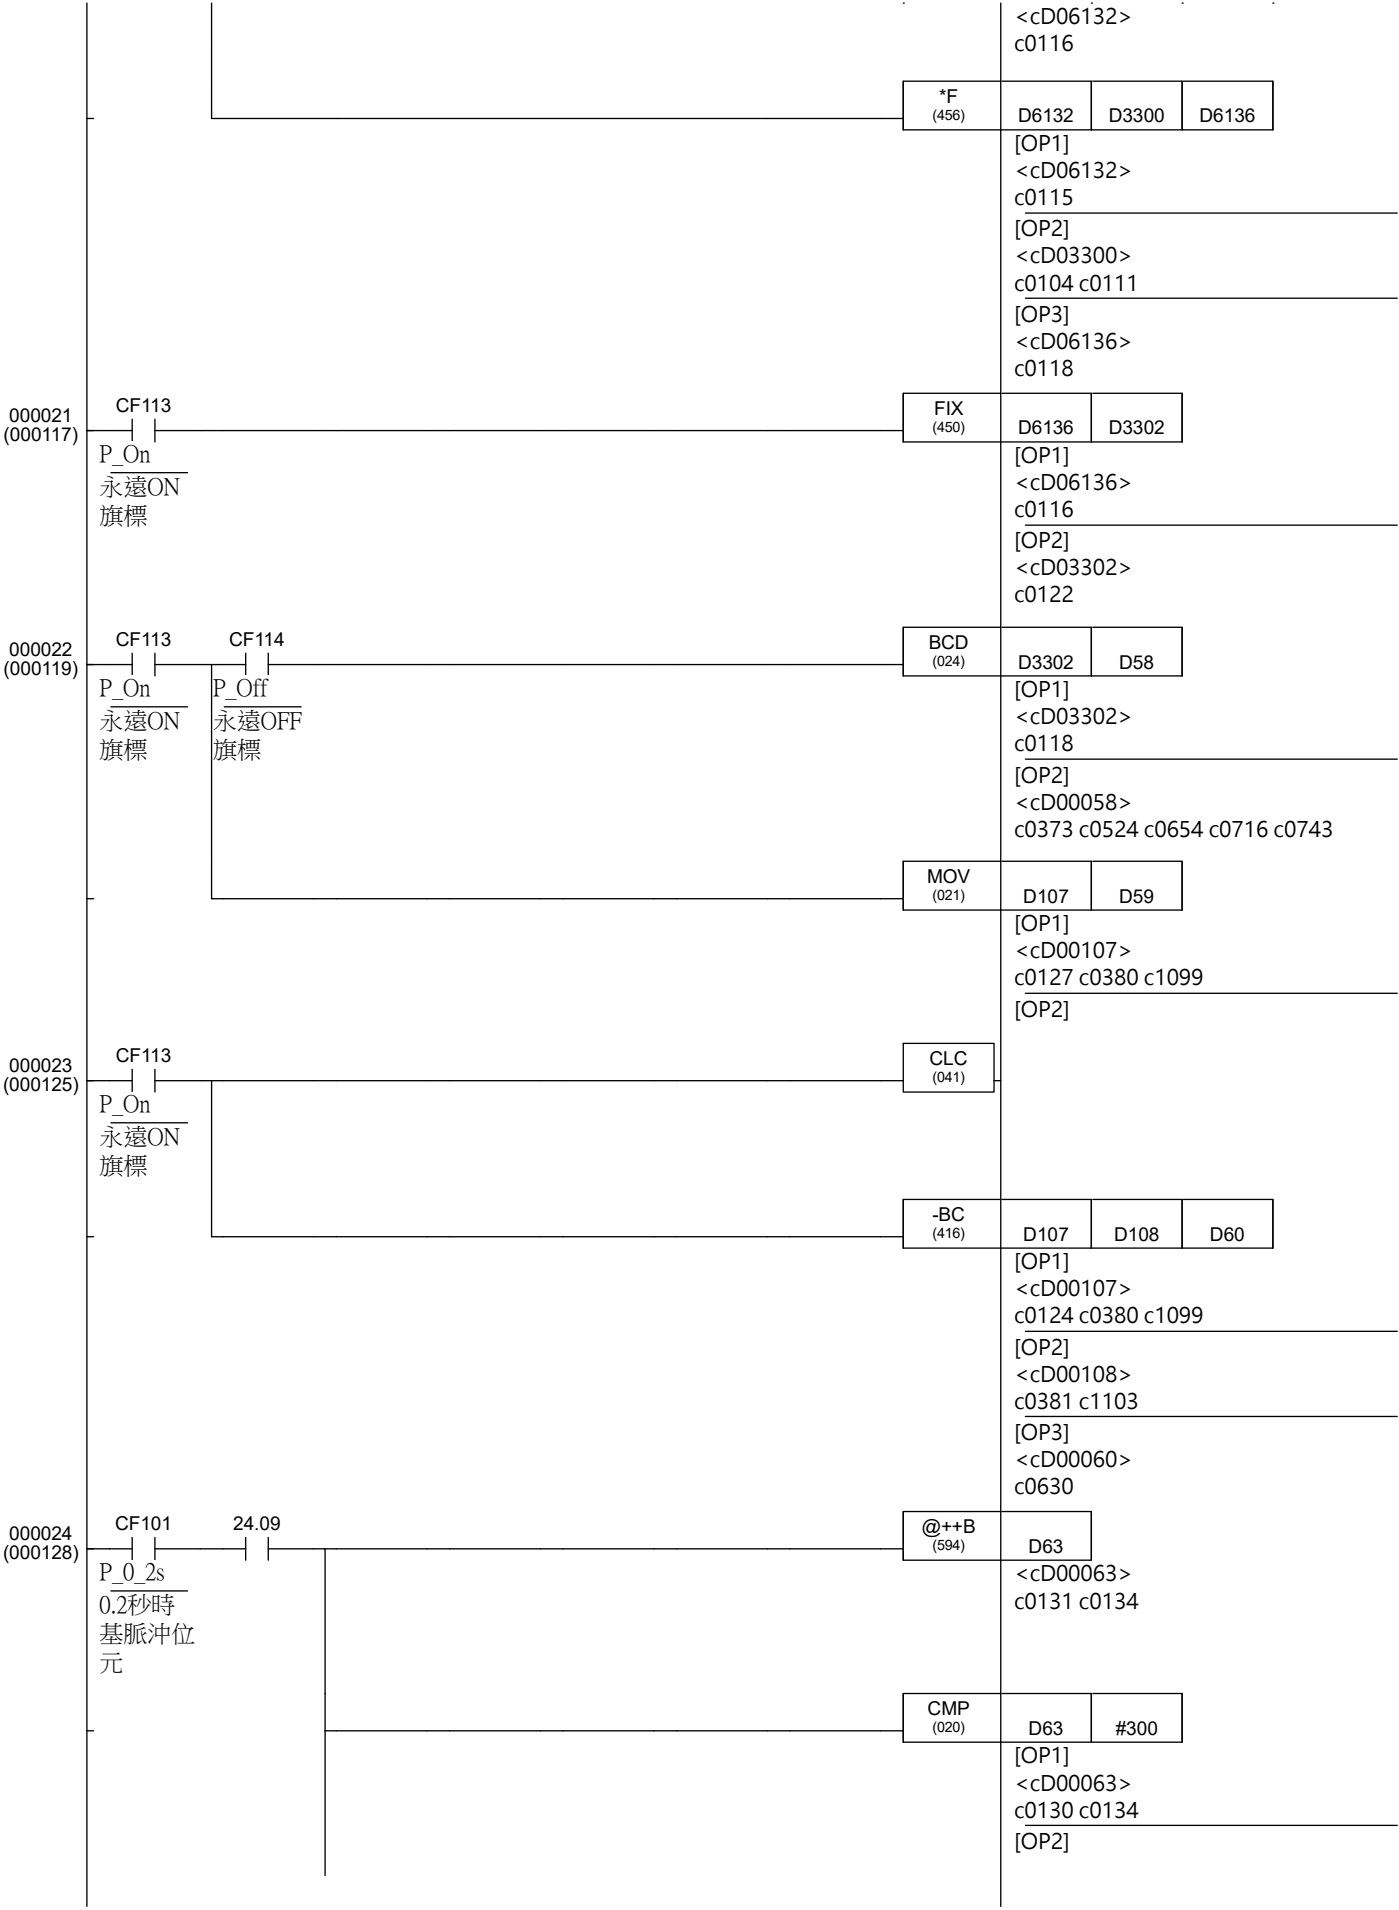 <cD06132>
c0116
*F
(456)
D6132 D3300 D6136
[OP1]
<cD06132>
c0115
[OP2]
<cD03300>
c0104 c0111
[OP3]
<cD06136>
c0118
000021
(000117)
CF113
P_On
永遠ON
旗標
FIX
(450)
D6136 D3302
[OP1]
<cD06136>
c0116
[OP2]
<cD03302>
c0122
000022
(000119)
CF113
P_On
永遠ON
旗標
CF114
P_Off
永遠OFF
旗標
BCD
(024)
D3302 D58
[OP1]
<cD03302>
c0118
[OP2]
<cD00058>
c0373 c0524 c0654 c0716 c0743
MOV
(021)
D107 D59
[OP1]
<cD00107>
c0127 c0380 c1099
[OP2]
000023
(000125)
CF113
P_On
永遠ON
旗標
CLC
(041)
-BC
(416)
D107 D108 D60
[OP1]
<cD00107>
c0124 c0380 c1099
[OP2]
<cD00108>
c0381 c1103
[OP3]
<cD00060>
c0630
000024
(000128)
CF101
P_0_2s
0.2秒時
基脈沖位
元
24.09
@++B
(594)
D63
<cD00063>
c0131 c0134
CMP
(020)
D63 #300
[OP1]
<cD00063>
c0130 c0134
[OP2]